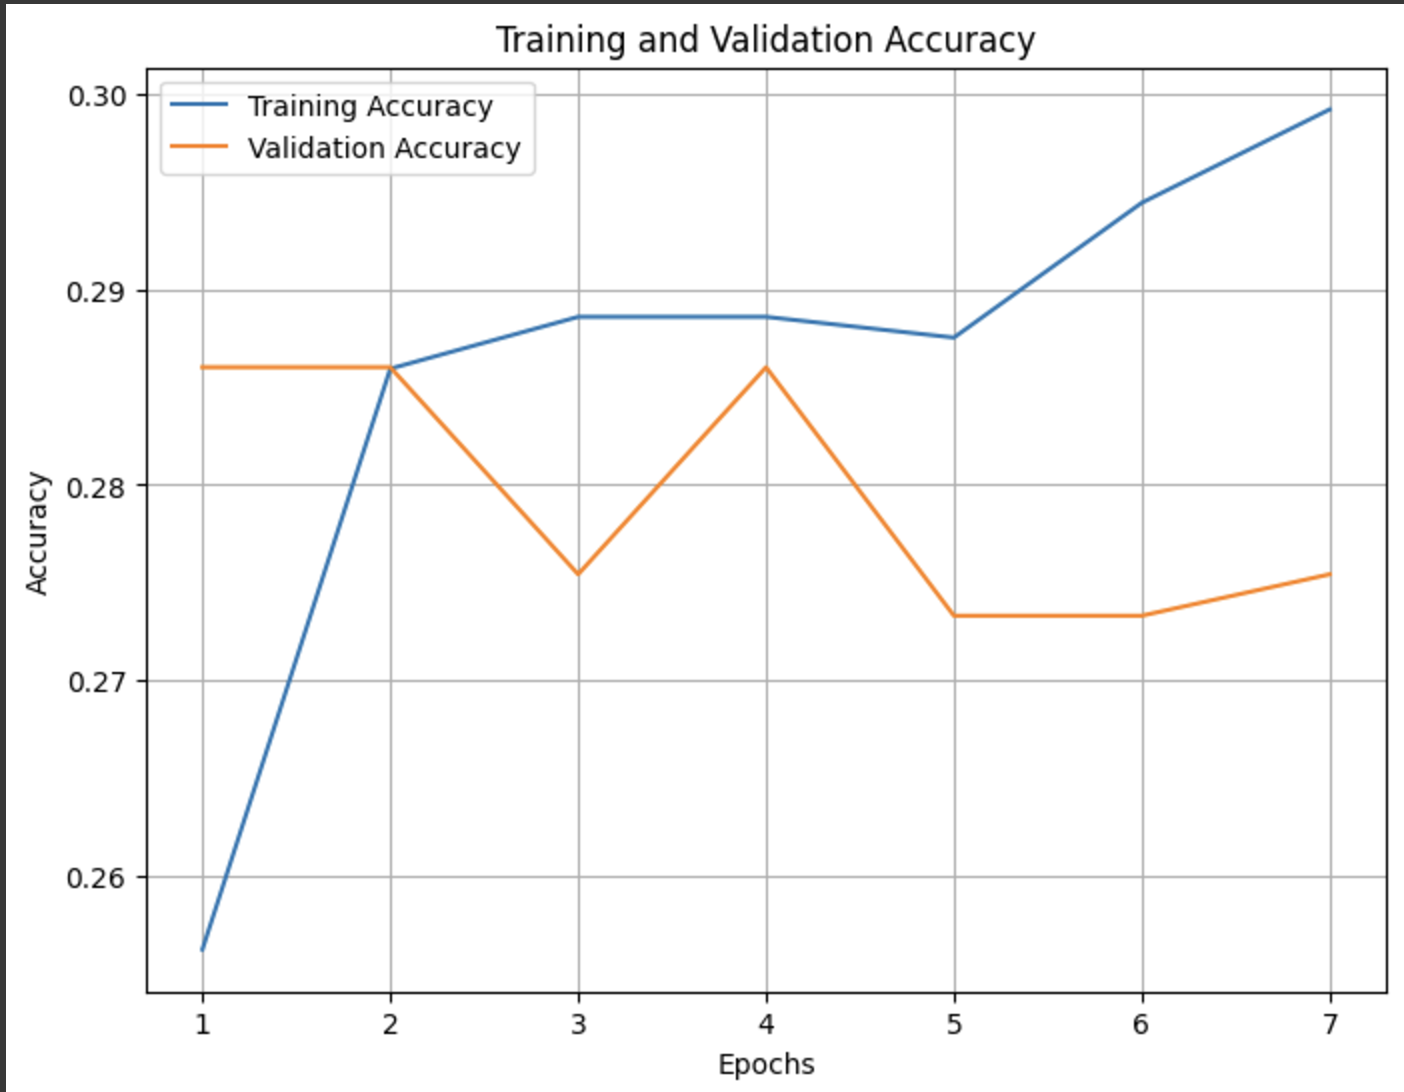 Training and Validation Accuracy
Training Accuracy
Validation Accuracy
0.30
0.29
0.28
0.27
0.26
Accuracy
1 2 3 4 5 6 7
Epochs